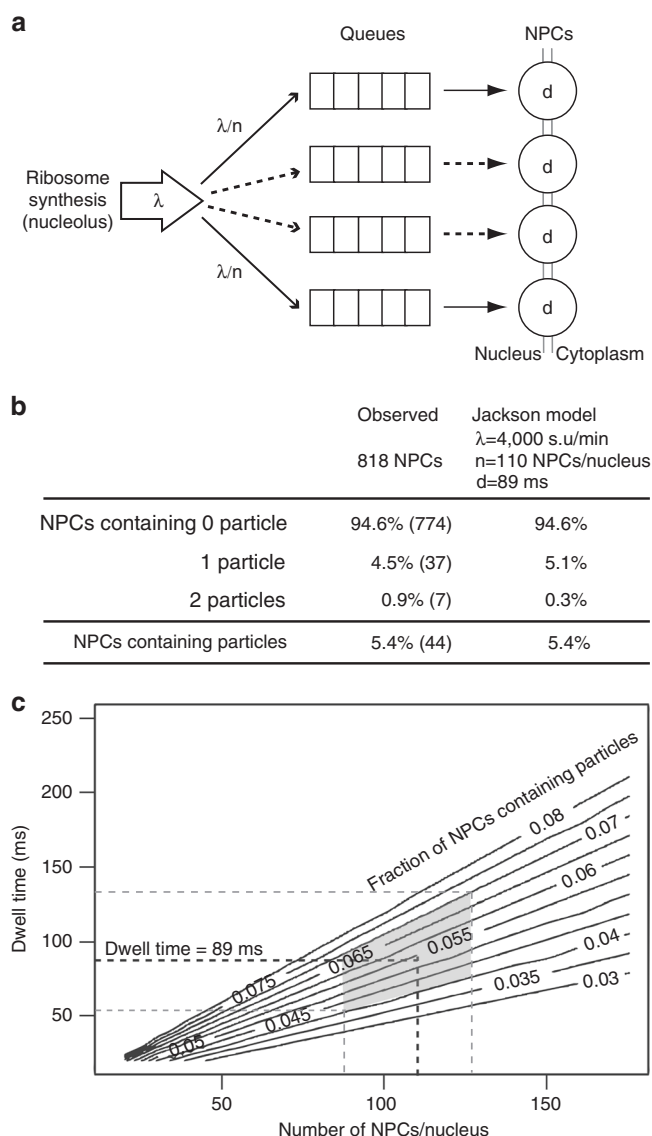 a
Queues
NPCs
Ribosome
synthesis
(nucleolus)
λ
λ/n
λ/n
d
d
d
d
Nucleus
Cytoplasm
b
Observed
818 NPCs
Jackson model
λ=4,000 s.u/min
n=110 NPCs/nucleus
d=89 ms
NPCs containing 0 particle 94.6% (774) 94.6%
1 particle 4.5% (37) 5.1%
2 particles 0.9% (7) 0.3%
NPCs containing particles 5.4% (44) 5.4%
c
250
200
150
100
50
Dwell time (ms)
Fraction of NPCs containing particles
0.08
0.07
0.06
0.055
0.065
0.04
0.075
0.035
0.045
0.03
0.05
Dwell time = 89 ms
50
100
150
Number of NPCs/nucleus